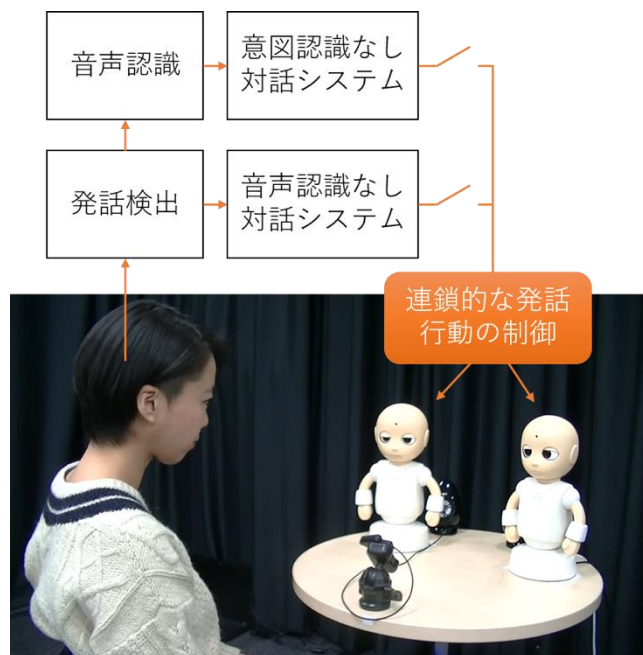 音声認識
意図認識なし
対話システム
発話検出
音声認識なし
対話システム
連鎖的な発話
行動の制御